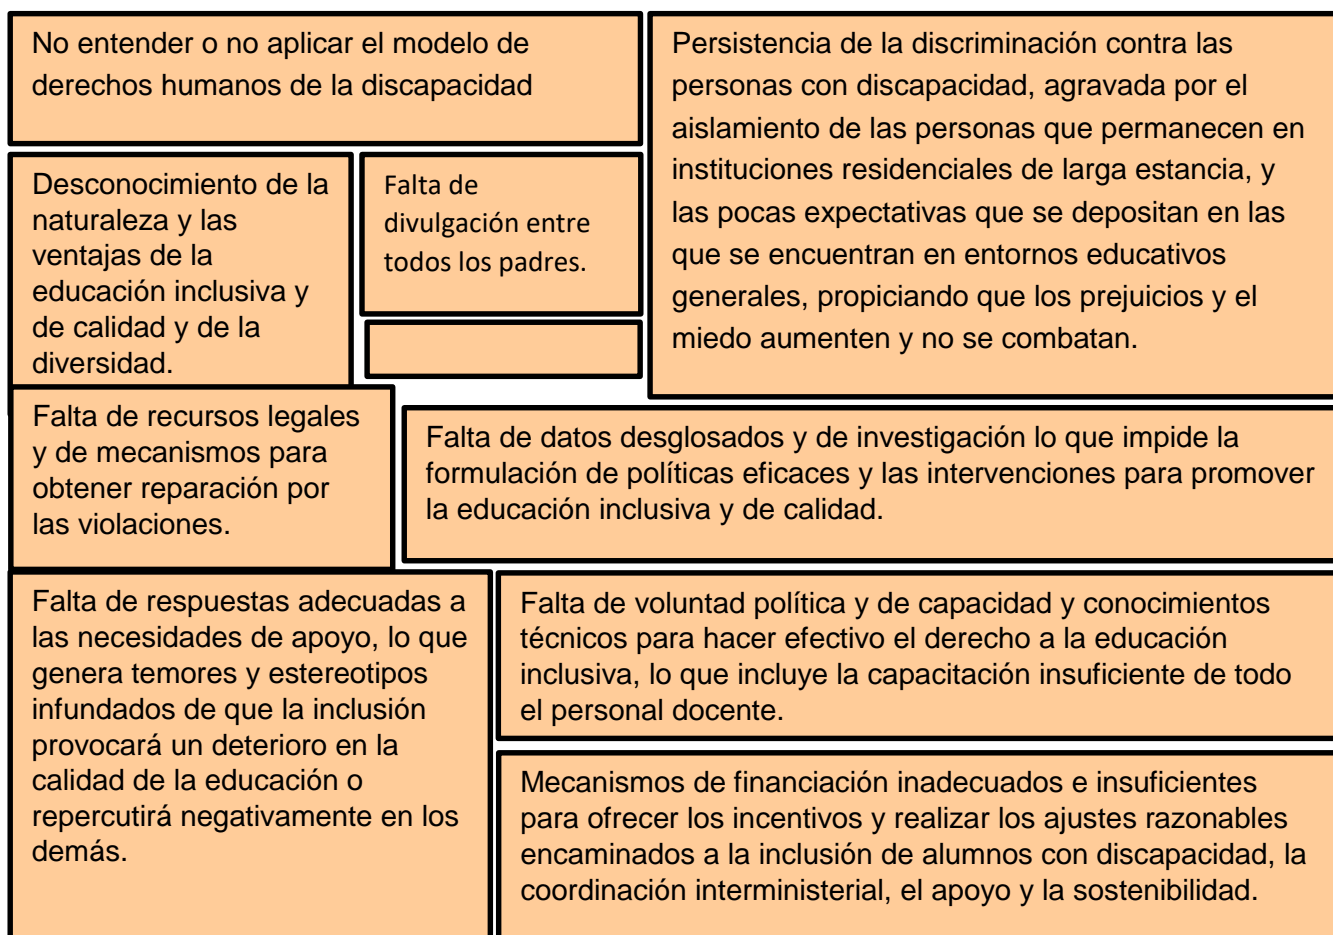 No entender o no aplicar el modelo de
derechos humanos de la discapacidad
Persistencia de la discriminación contra las
personas con discapacidad, agravada por el
aislamiento de las personas que permanecen en
instituciones residenciales de larga estancia, y
las pocas expectativas que se depositan en las
que se encuentran en entornos educativos
generales, propiciando que los prejuicios y el
miedo aumenten y no se combatan.
Desconocimiento de la
naturaleza y las
ventajas de la
educación inclusiva y
de calidad y de la
diversidad.
Falta de
divulgación entre
todos los padres.
Falta de recursos legales
y de mecanismos para
obtener reparación por
las violaciones.
Falta de datos desglosados y de investigación lo que impide la
formulación de políticas eficaces y las intervenciones para promover
la educación inclusiva y de calidad.
Falta de respuestas adecuadas a
las necesidades de apoyo, lo que
genera temores y estereotipos
infundados de que la inclusión
provocará un deterioro en la
calidad de la educación o
repercutirá negativamente en los
demás.
Falta de voluntad política y de capacidad y conocimientos
técnicos para hacer efectivo el derecho a la educación
inclusiva, lo que incluye la capacitación insuficiente de todo
el personal docente.
Mecanismos de financiación inadecuados e insuficientes
para ofrecer los incentivos y realizar los ajustes razonables
encaminados a la inclusión de alumnos con discapacidad, la
coordinación interministerial, el apoyo y la sostenibilidad.